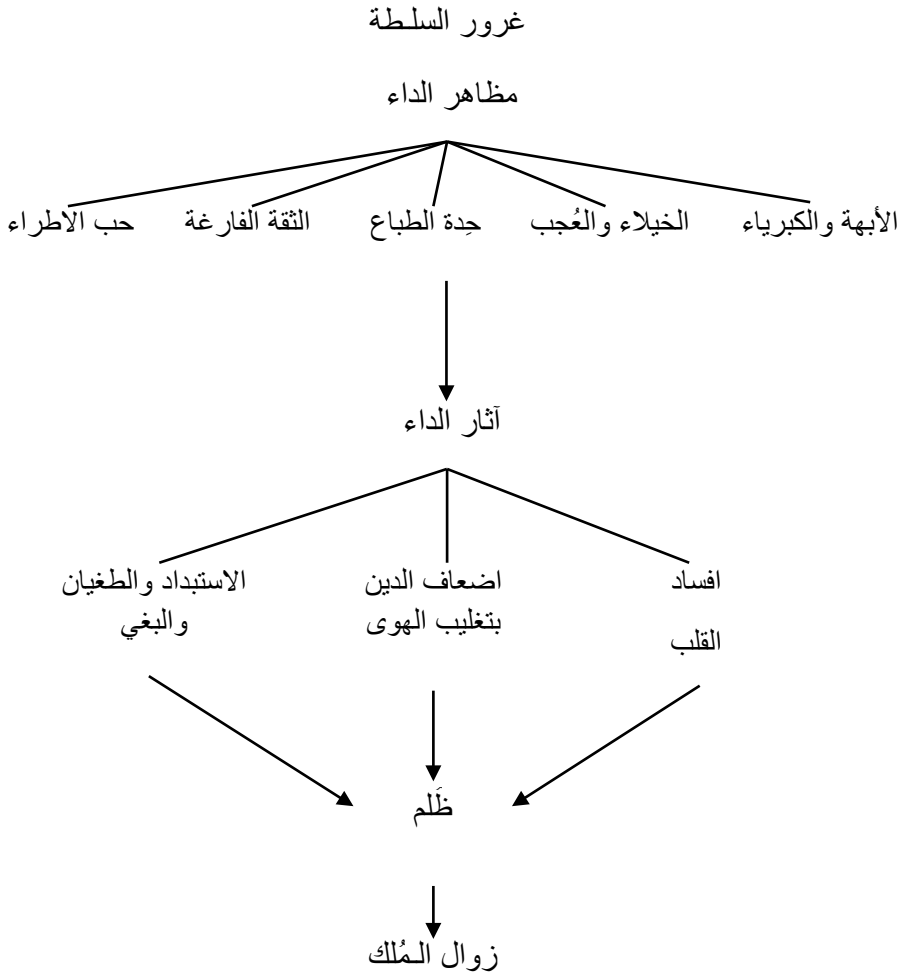 غرور السلطة
مظاهر الداء
الأبهة والكبرياء
الخيلاء والعُجب
حِدة الطباع
الثقة الفارغة
حب الاطراء
آثار الداء
افساد
القلب
اضعاف الدين
بتغليب الهوى
الاستبداد والطغيان
والبغي
ظَلم
زوال المُلك